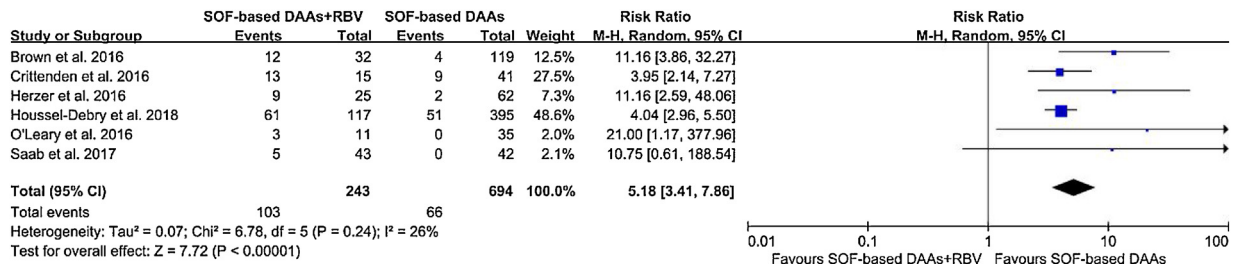 SOF-based DAAs+RBV SOF-based DAAs Risk Ratio Risk Ratio
Study or Subgroup Events Total Events Total Weight M-H, Random, 95% CI M-H, Random, 95% CI
Brown et al. 2016 12 32 4 119 12.5% 11.16 [3.86, 32.27]
Crittenden et al. 2016 13 15 9 41 27.5% 3.95 [2.14, 7.27]
Herzer et al. 2016 9 25 2 62 7.3% 11.16 [2.59, 48.06]
Houssel-Debry et al. 2018 61 117 51 395 48.6% 4.04 [2.96, 5.50]
O'Leary et al. 2016 3 11 0 35 2.0% 21.00 [1.17, 377.96]
Saab et al. 2017 5 43 0 42 2.1% 10.75 [0.61, 188.54]
Total (95% CI) 243 694 100.0% 5.18 [3.41, 7.86]
Total events 103 66
Heterogeneity: Tau² = 0.07; Chi² = 6.78, df = 5 (P = 0.24); I² = 26%
Test for overall effect: Z = 7.72 (P < 0.00001)
0.01 0.1 1 10 100
Favours SOF-based DAAs+RBV Favours SOF-based DAAs